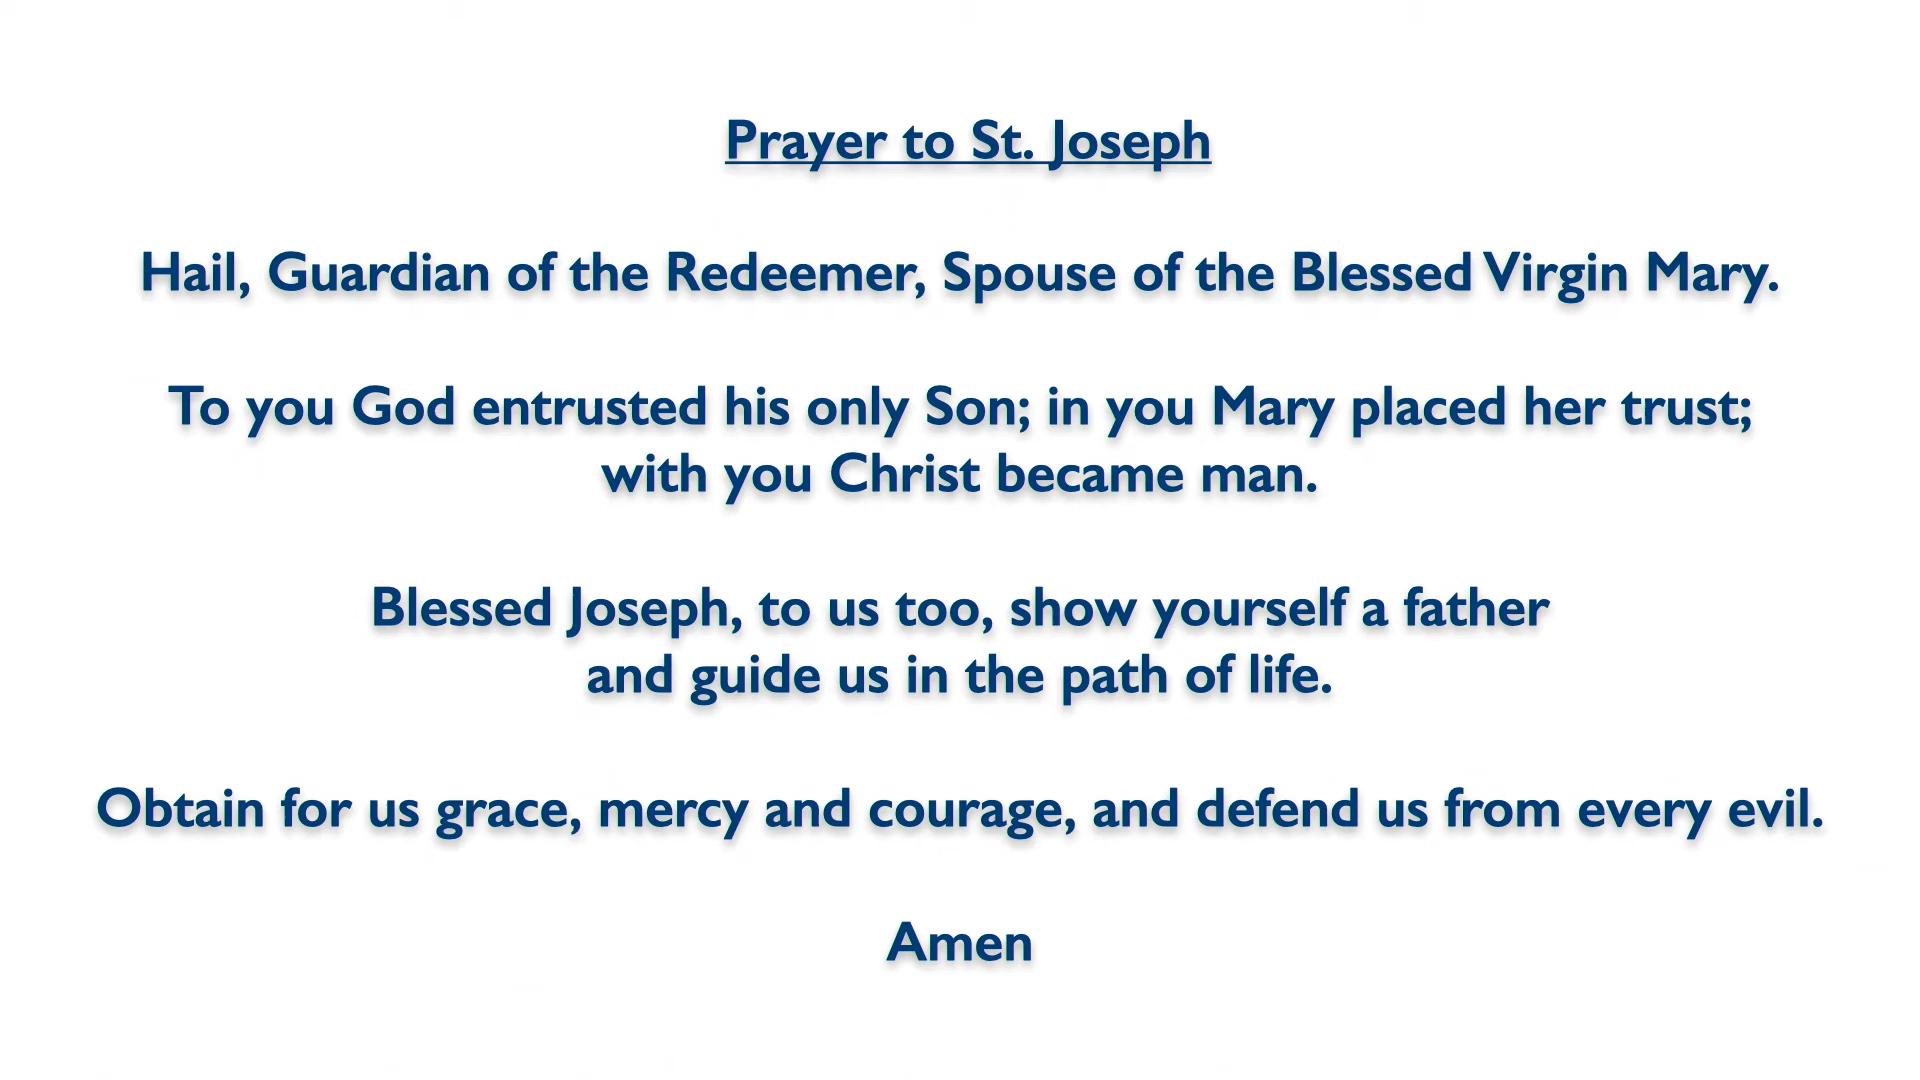 Prayer to St. Joseph
Hail, Guardian of the Redeemer, Spouse of the Blessed Virgin Mary.
To you God entrusted his only Son; in you Mary placed her trust;
with you Christ became man.
Blessed Joseph, to us too, show yourself a father
and guide us in the path of life.
Obtain for us grace, mercy and courage, and defend us from every evil.
Amen